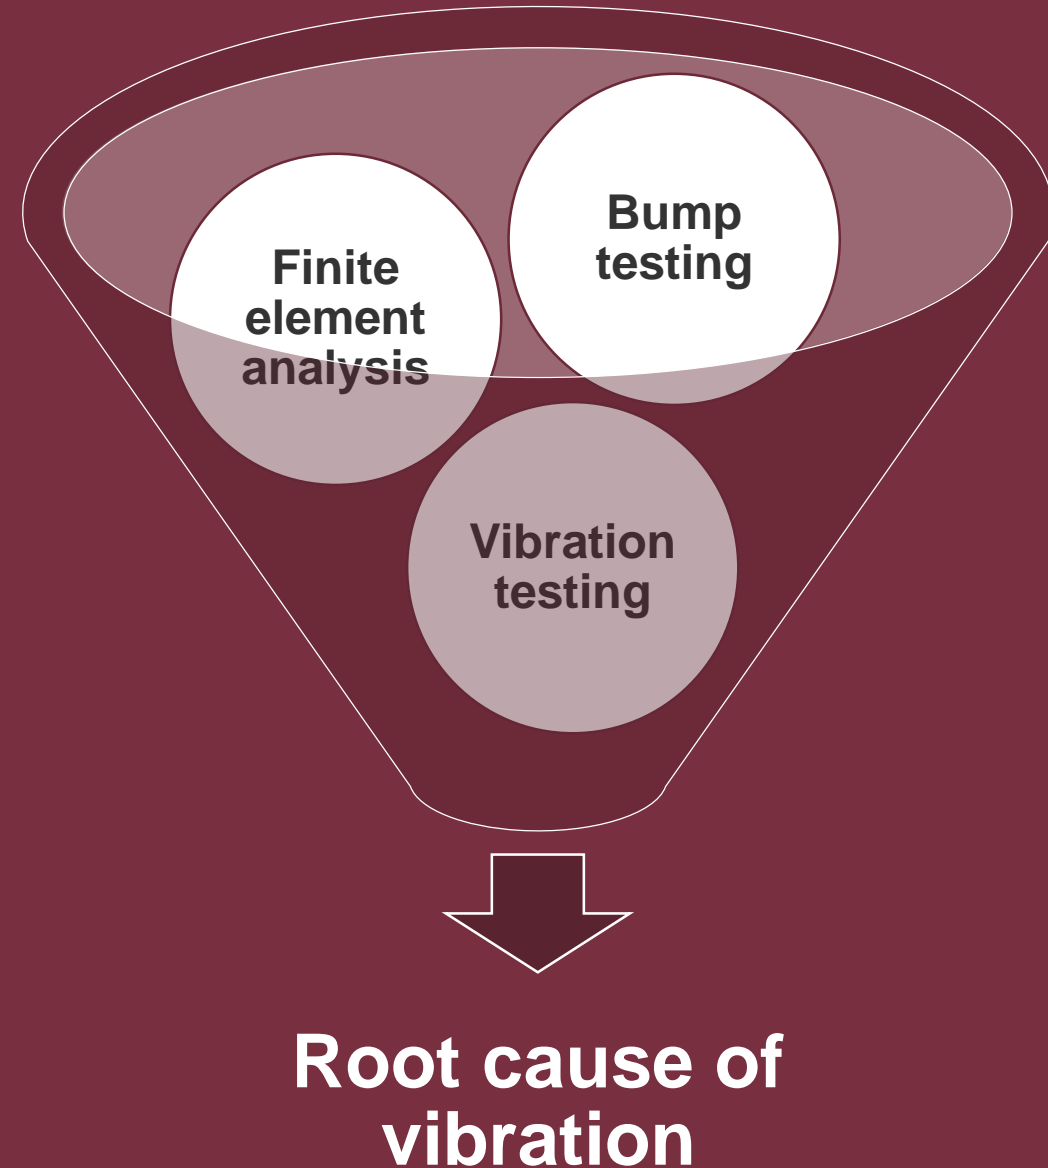 Bump
testing
Finite
element
analysis
Vibration
testing
Root cause of
vibration